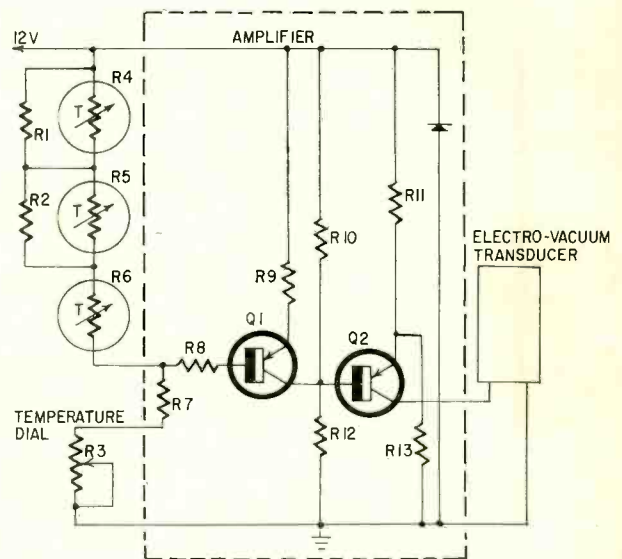 12V
AMPLIFIER
R4
T
R1
R5
R2
T
R11
R10
ELECTRO-VACUUM
TRANSDUCER
R6
R9
T
Q1
Q2
R8
R7
TEMPERATURE
DIAL
R12
R3
R13